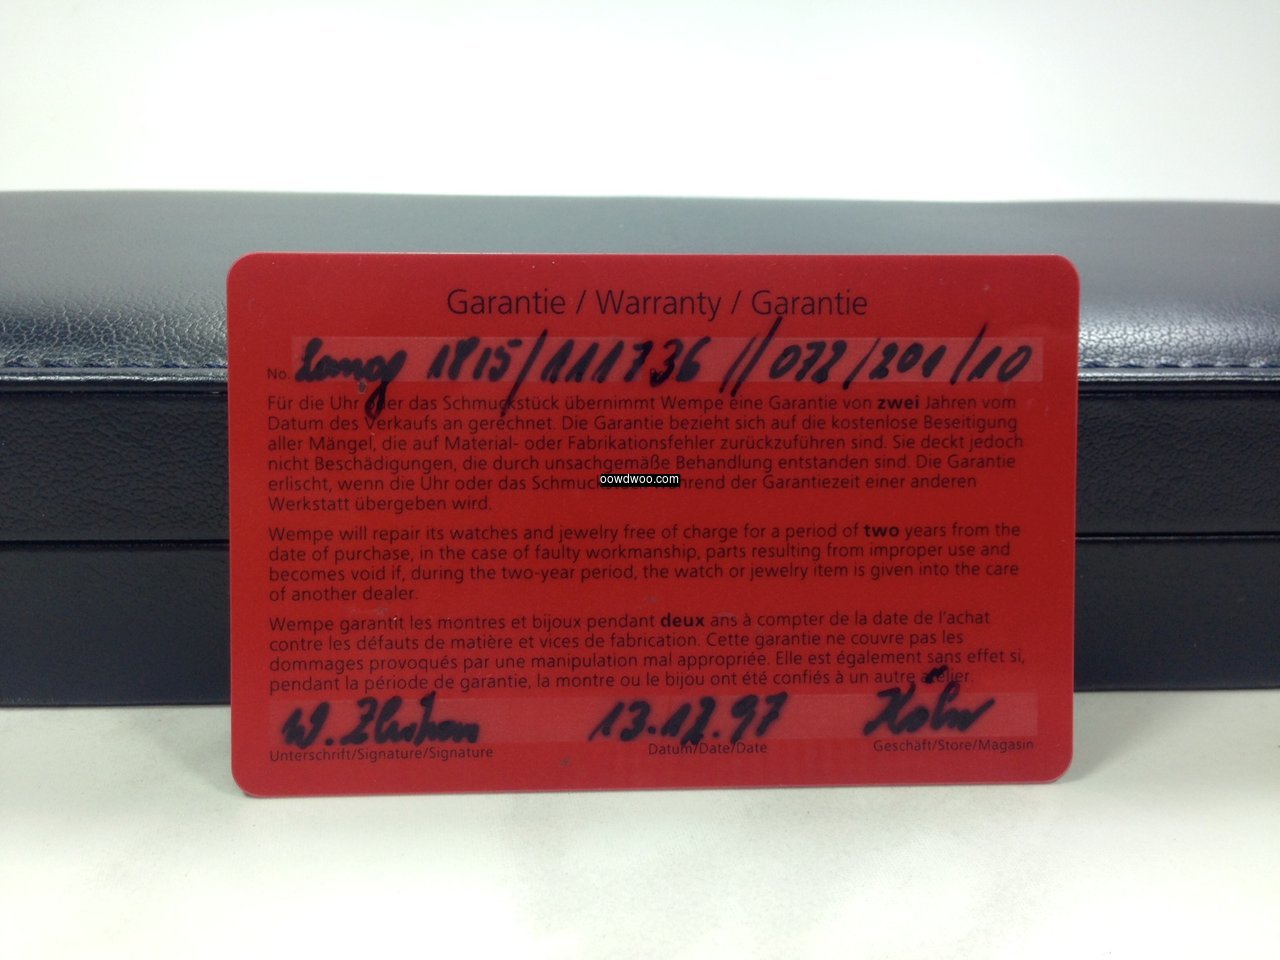 Garantie / Warranty / Garantie
No. Lange 1815/111736 //072/201/10
Für die Uhr oder das Schmuckstück übernimmt Wempe eine Garantie von zwei Jahren vom
Datum des Verkaufs an gerechnet. Die Garantie bezieht sich auf die kostenlose Beseitigung
aller Mängel, die auf Material- oder Fabrikationsfehler zurückzuführen sind. Sie deckt jedoch
nicht Beschädigungen, die durch unsachgemäße Behandlung entstanden sind. Die Garantie
erlischt, wenn die Uhr oder das Schmuckstück während der Garantiezeit einer anderen
oowdwoo.com
Werkstatt übergeben wird.
Wempe will repair its watches and jewelry free of charge for a period of two years from the
date of purchase, in the case of faulty workmanship, parts resulting from improper use and
becomes void if, during the two-year period, the watch or jewelry item is given into the care
of another dealer.
Wempe garantit les montres et bijoux pendant deux ans à compter de la date de l'achat
contre les défauts de matière et vices de fabrication. Cette garantie ne couvre pas les
dommages provoqués par une manipulation mal appropriée. Elle est également sans effet si,
pendant la période de garantie, la montre ou le bijou ont été confiés à un autre atelier.
W. 13.12.97 Köln
Unterschrift/Signature/Signature Datum/Date/Date Geschäft/Store/Magasin